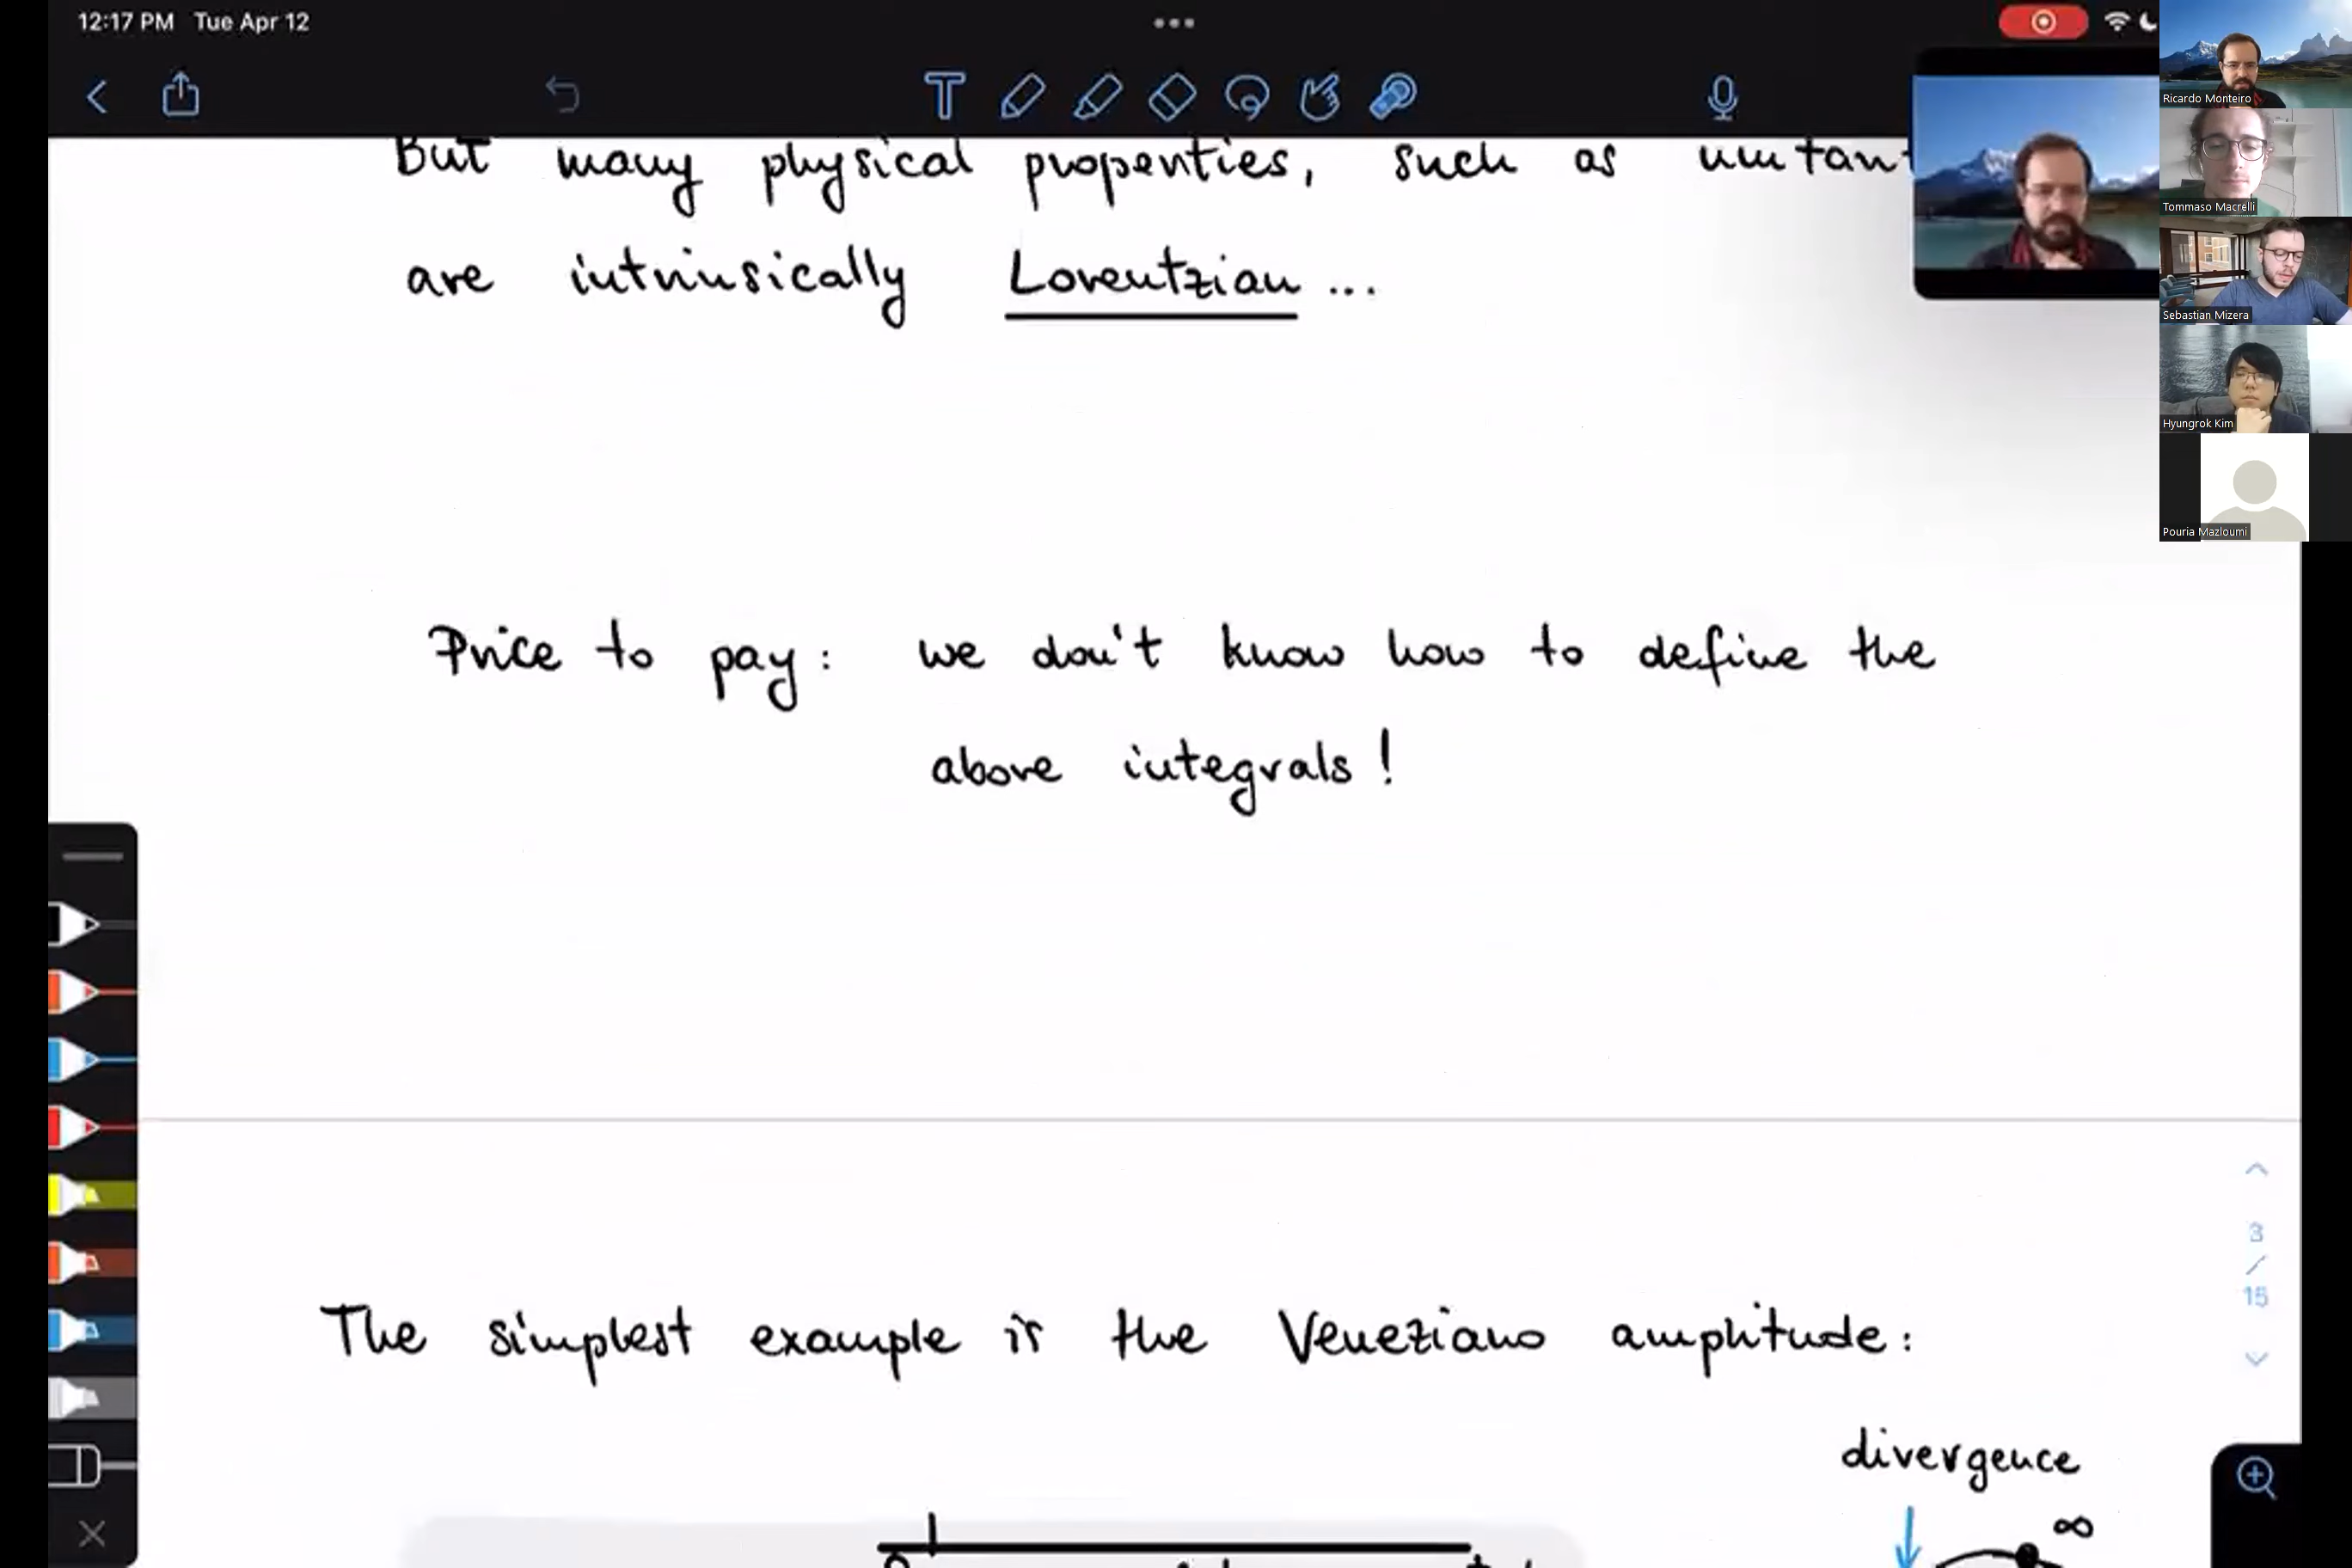 12:17 PM Tue Apr 12
But many physical properties, such as
are intrinsically Lorentzian ...
Price to pay: we don't know how to define the
above integrals!
The simplest example is the Veneziano amplitude:
divergence
∞
3
/
15
Ricardo Monteiro
Tommaso Macrelli
Sebastian Mizera
Hyungrok Kim
Pouria Mazloumi